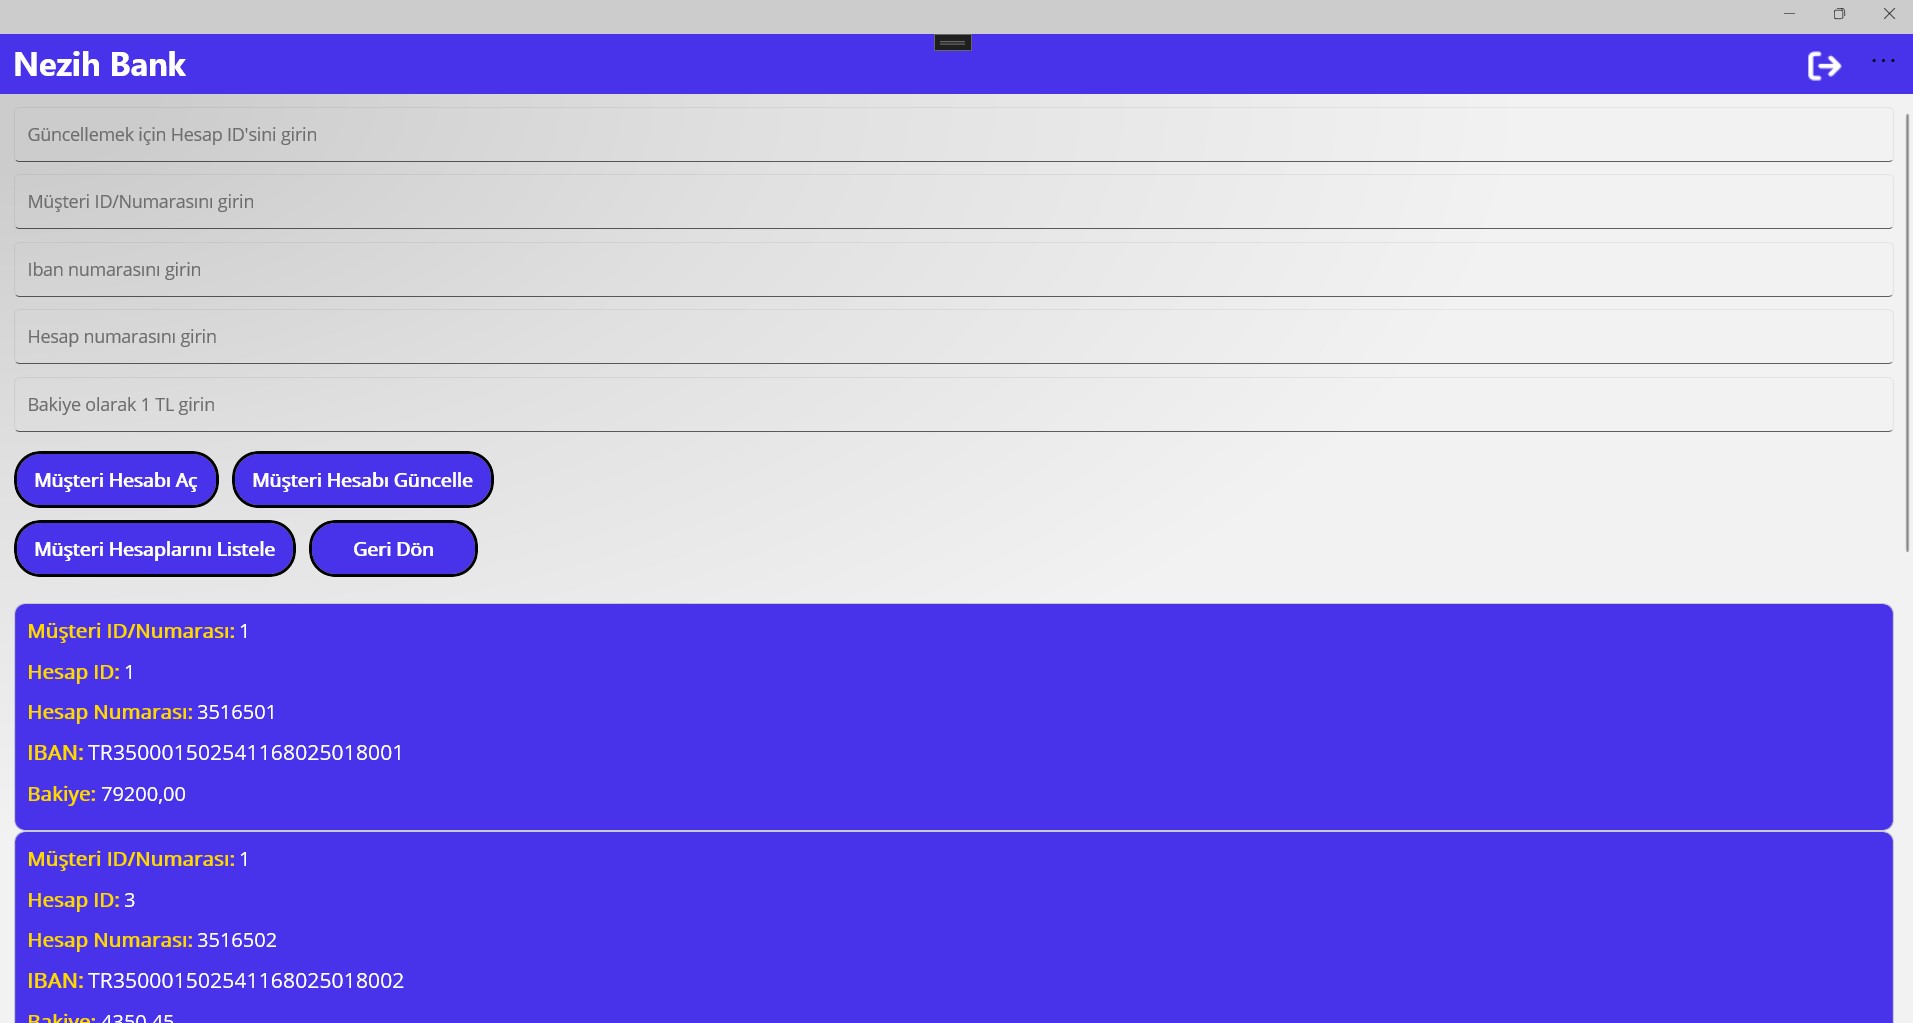 Nezih Bank
Güncellemek için Hesap ID'sini girin
Müşteri ID/Numarasını girin
Iban numarasını girin
Hesap numarasını girin
Bakiye olarak 1 TL girin
Müşteri Hesabı Aç Müşteri Hesabı Güncelle
Müşteri Hesaplarını Listele Geri Dön
Müşteri ID/Numarası: 1
Hesap ID: 1
Hesap Numarası: 3516501
IBAN: TR350001502541168025018001
Bakiye: 79200,00
Müşteri ID/Numarası: 1
Hesap ID: 3
Hesap Numarası: 3516502
IBAN: TR350001502541168025018002
Bakiye: 4350,45